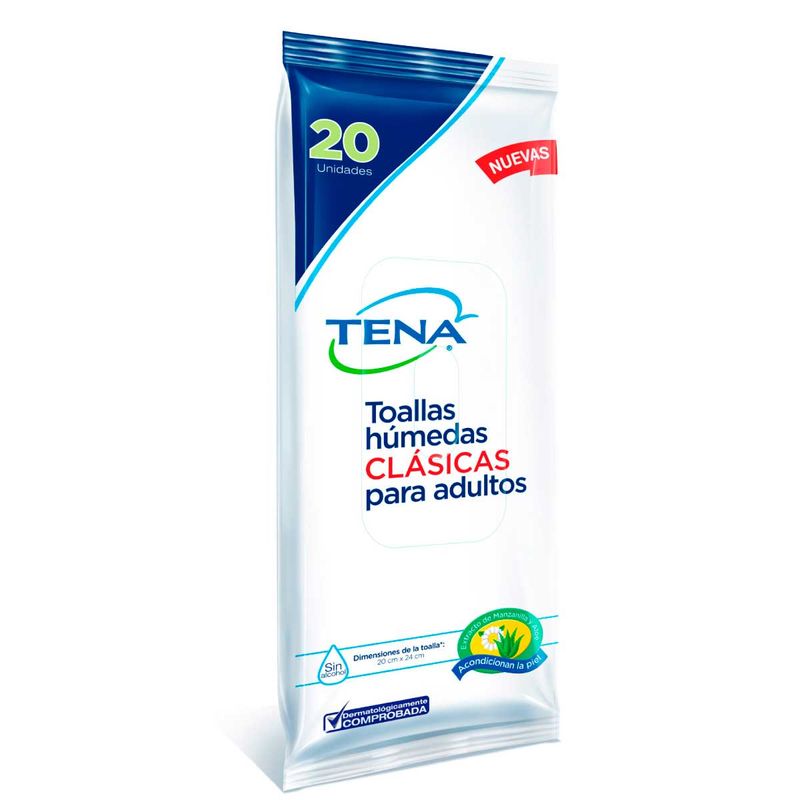 20
Unidades
NUEVAS
TENA®
Toallas
húmedas
CLÁSICAS
para adultos
Extracto de Manzanilla y Aloe
Acondicionan la piel
Dimensiones de la toalla*:
20 cm x 24 cm
Sin
alcohol
Dermatológicamente
COMPROBADA